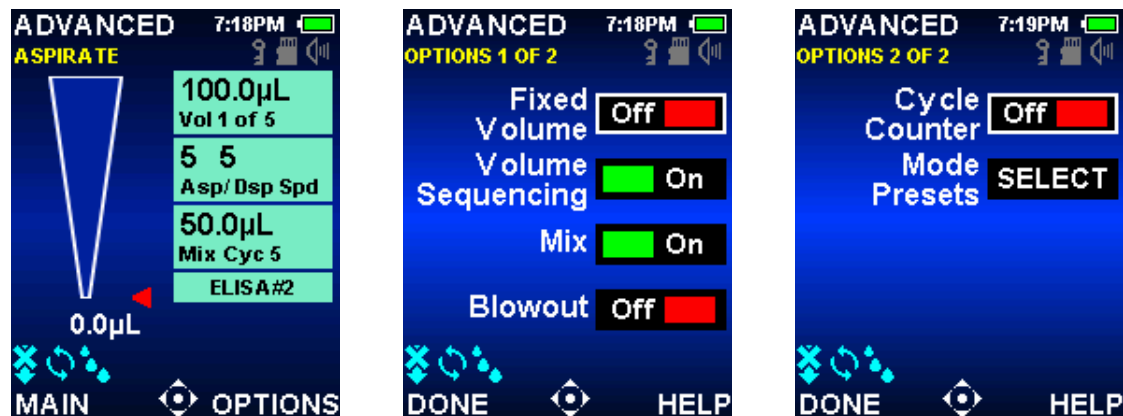 ADVANCED 7:18PM
ASPIRATE
100.0µL
Vol 1 of 5
5 5
Asp/Dsp Spd
50.0µL
Mix Cyc 5
ELISA#2
0.0µL
MAIN OPTIONS
ADVANCED 7:18PM
OPTIONS 1 OF 2
Fixed
Volume Off
Volume
Sequencing On
Mix On
Blowout Off
DONE HELP
ADVANCED 7:19PM
OPTIONS 2 OF 2
Cycle
Counter Off
Mode
Presets SELECT
DONE HELP